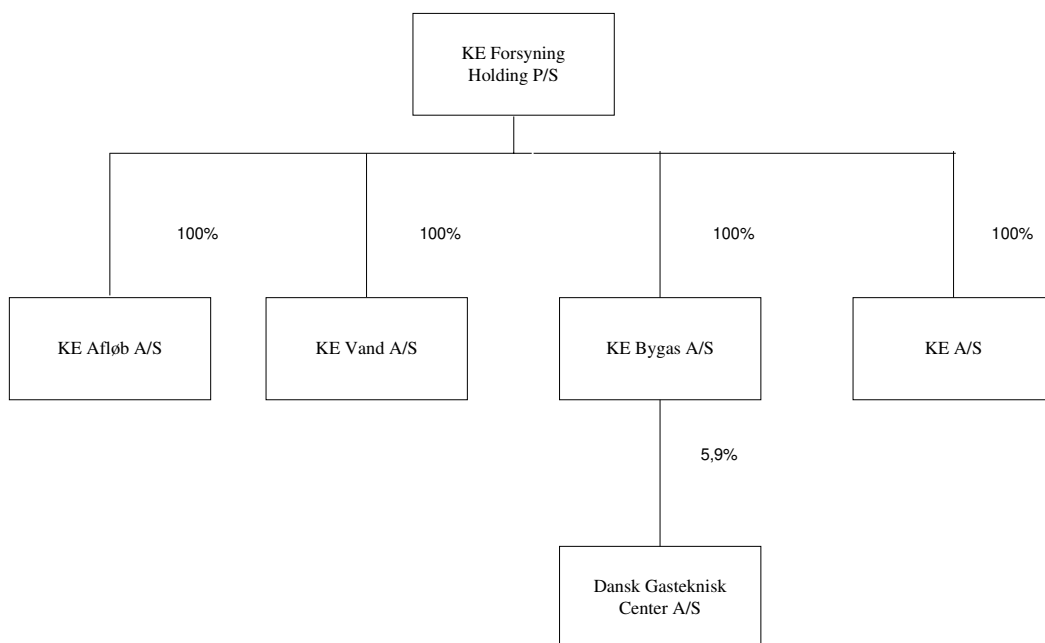 KE Forsyning
Holding P/S
100%
100%
100%
100%
KE Afløb A/S
KE Vand A/S
KE Bygas A/S
KE A/S
5,9%
Dansk Gasteknisk
Center A/S